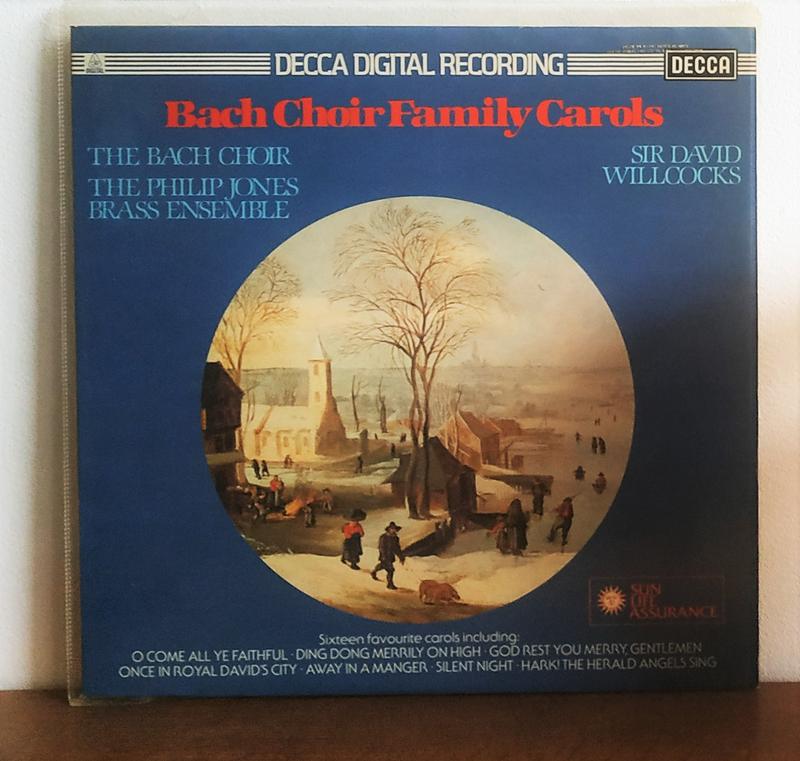 DECCA DIGITAL RECORDING
DECCA
Bach Choir Family Carols
THE BACH CHOIR
THE PHILIP JONES
BRASS ENSEMBLE
SIR DAVID
WILLCOCKS
SUN
LIFE
ASSURANCE
Sixteen favourite carols including:
O COME ALL YE FAITHFUL · DING DONG MERRILY ON HIGH · GOD REST YOU MERRY, GENTLEMEN
ONCE IN ROYAL DAVID'S CITY · AWAY IN A MANGER · SILENT NIGHT · HARK! THE HERALD ANGELS SING